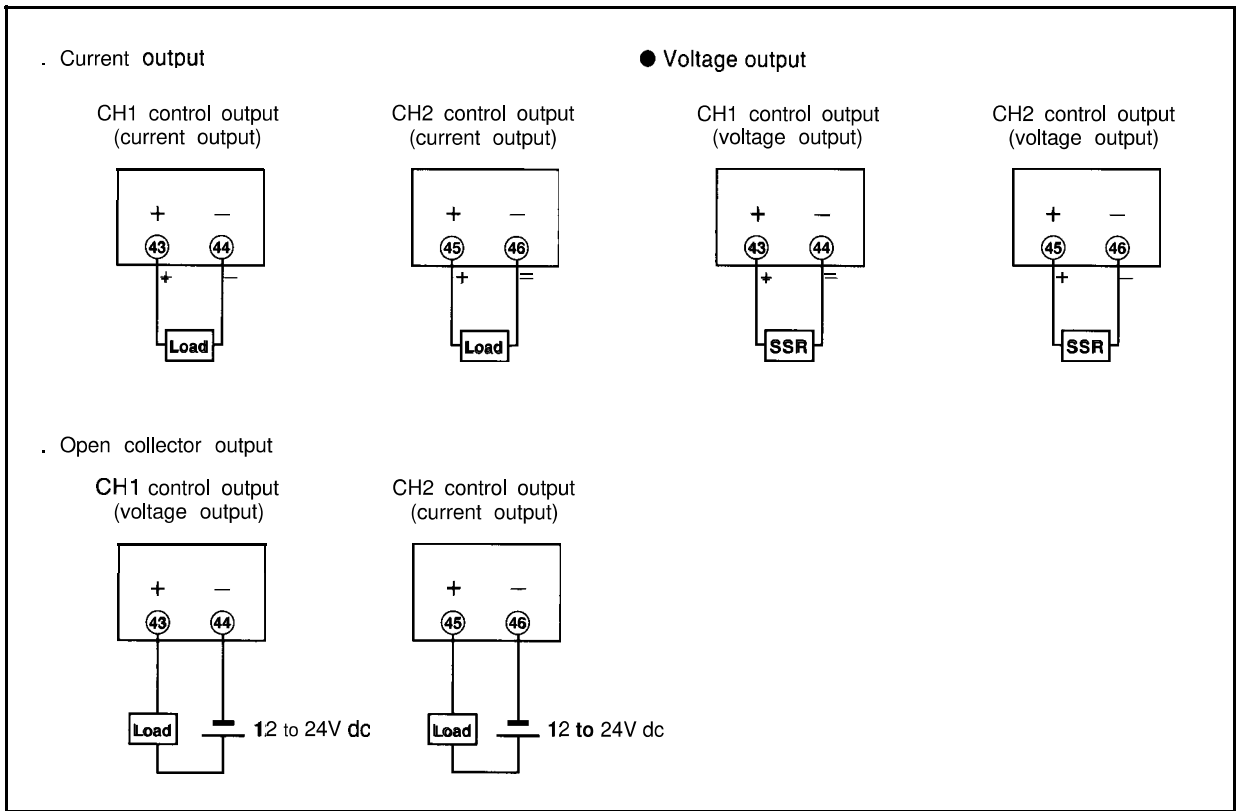 . Current output
CH1 control output
(current output)
+ −
43 44
+ −
Load
CH2 control output
(current output)
+ −
45 46
+ =
Load
● Voltage output
CH1 control output
(voltage output)
+ −
43 44
+ =
SSR
CH2 control output
(voltage output)
+ −
45 46
+ −
SSR
. Open collector output
CH1 control output
(voltage output)
+ −
43 44
Load 12 to 24V dc
CH2 control output
(current output)
+ −
45 46
Load 12 to 24V dc